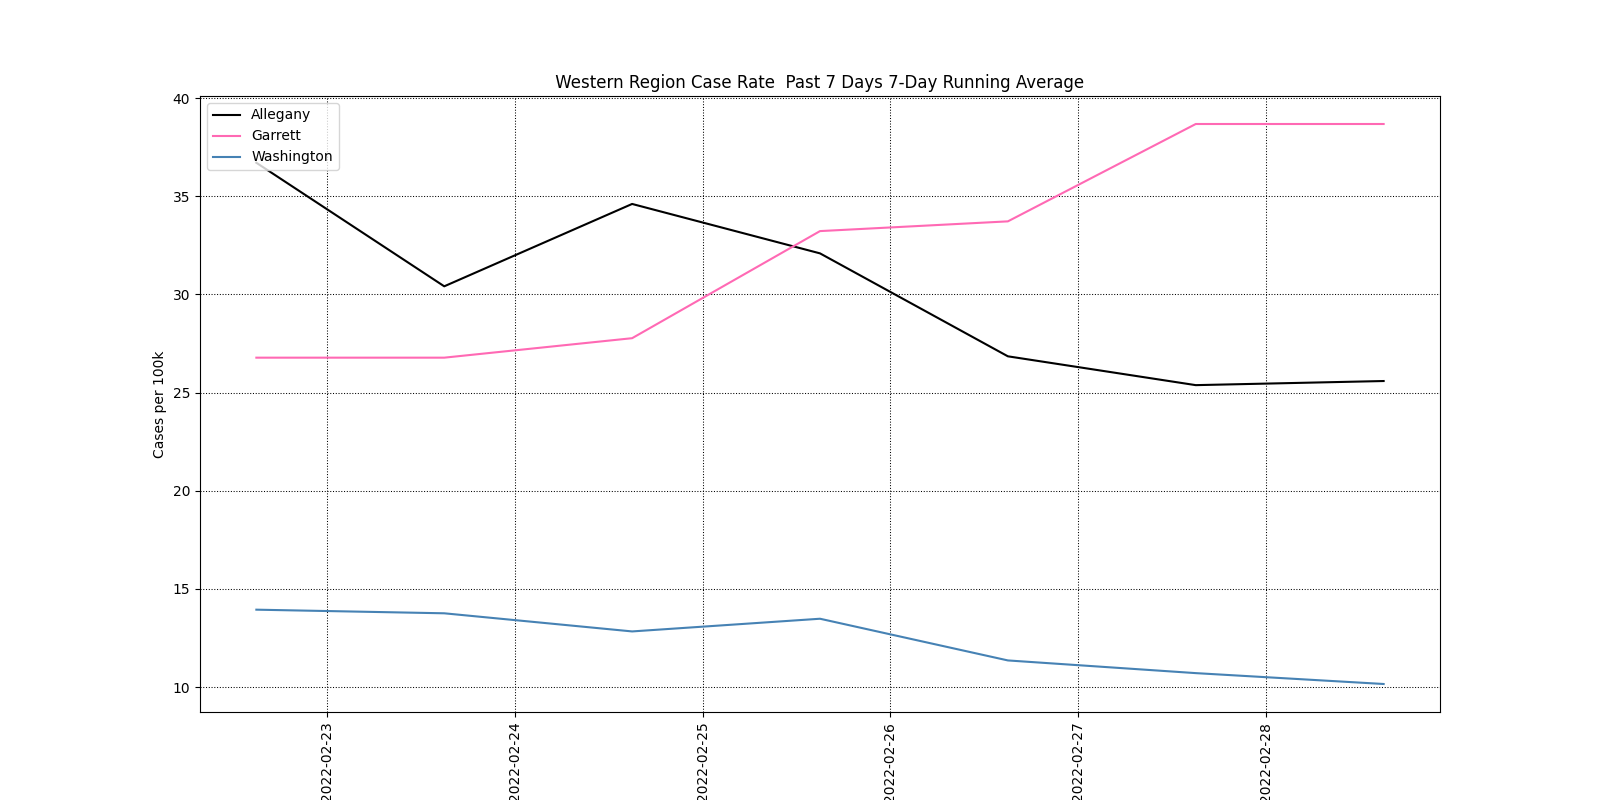 Western Region Case Rate  Past 7 Days 7-Day Running Average
Allegany
Garrett
Washington
Cases per 100k
40
35
30
25
20
15
10
2022-02-23
2022-02-24
2022-02-25
2022-02-26
2022-02-27
2022-02-28